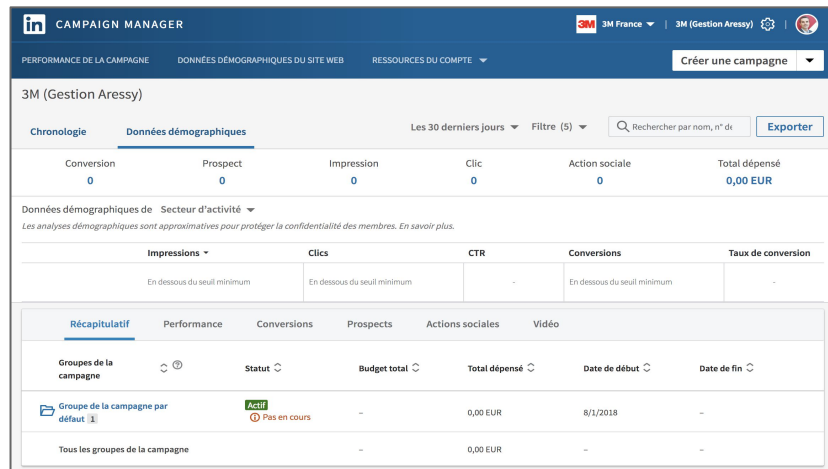 in CAMPAIGN MANAGER 3M 3M France | 3M (Gestion Aressy)
PERFORMANCE DE LA CAMPAGNE DONNÉES DÉMOGRAPHIQUES DU SITE WEB RESSOURCES DU COMPTE Créer une campagne
3M (Gestion Aressy)
Chronologie Données démographiques Les 30 derniers jours Filtre (5) Rechercher par nom, n° de Exporter
Conversion Prospect Impression Clic Action sociale Total dépensé
0 0 0 0 0 0,00 EUR
Données démographiques de Secteur d'activité
Les analyses démographiques sont approximatives pour protéger la confidentialité des membres. En savoir plus.
Impressions Clics CTR Conversions Taux de conversion
En dessous du seuil minimum En dessous du seuil minimum - En dessous du seuil minimum -
Récapitulatif Performance Conversions Prospects Actions sociales Vidéo
Groupes de la
campagne ? Statut Budget total Total dépensé Date de début Date de fin
Groupe de la campagne par
défaut 1
Actif
Pas en cours – 0,00 EUR 8/1/2018 –
Tous les groupes de la campagne – 0,00 EUR – –